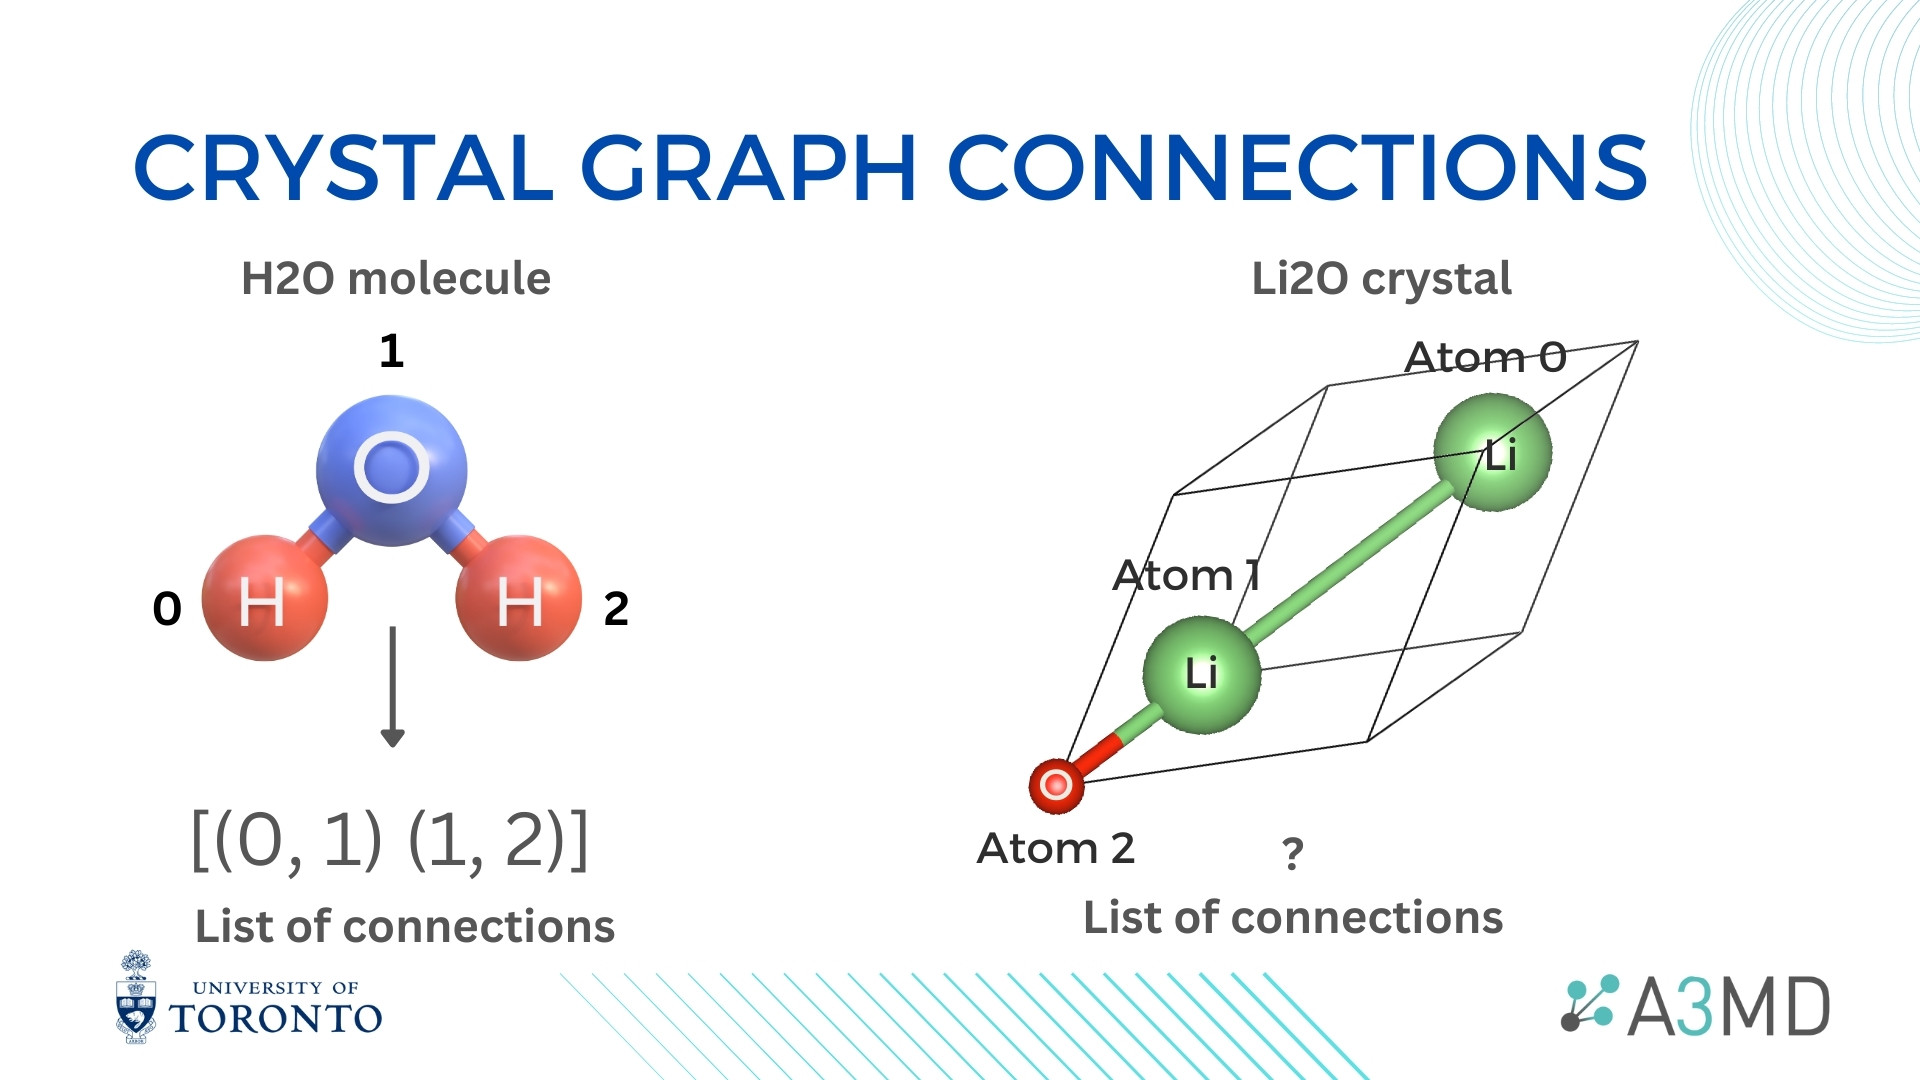 CRYSTAL GRAPH CONNECTIONS
H2O molecule
1
O
H
H
0
2
[(0, 1) (1, 2)]
List of connections
Li2O crystal
Atom 0
Li
Atom 1
Li
O
Atom 2
?
List of connections
UNIVERSITY OF
TORONTO
A3MD